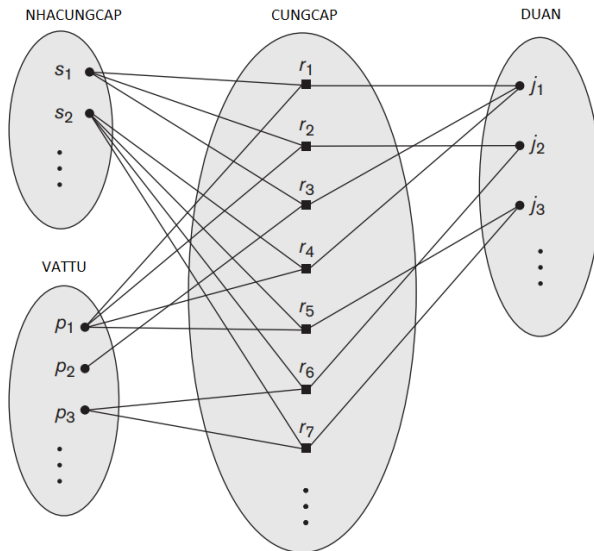 NHACUNGCAP
s1
s2
VATTU
p1
p2
p3
CUNGCAP
r1
r2
r3
r4
r5
r6
r7
DUAN
j1
j2
j3